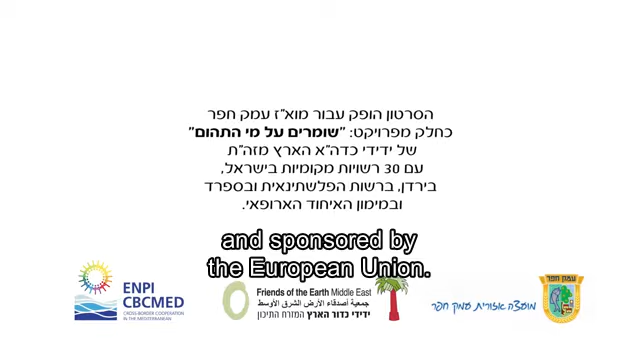 הסרטון הופק עבור מוא"ז עמק חפר
כחלק מפרויקט: "שומרים על מי התהום"
של ידידי כדה"א הארץ מזה"ת
עם 30 רשויות מקומיות בישראל,
בירדן, ברשות הפלשתינאית ובספרד
ובמימון האיחוד הארופאי.
and sponsored by
the European Union.
ENPI
CBCMED
CROSS-BORDER COOPERATION
IN THE MEDITERRANEAN
Friends of the Earth Middle East
جمعية أصدقاء الأرض الشرق الأوسط
ידידי כדור הארץ המזרח התיכון
מועצה אזורית עמק חפר
עמק חפר